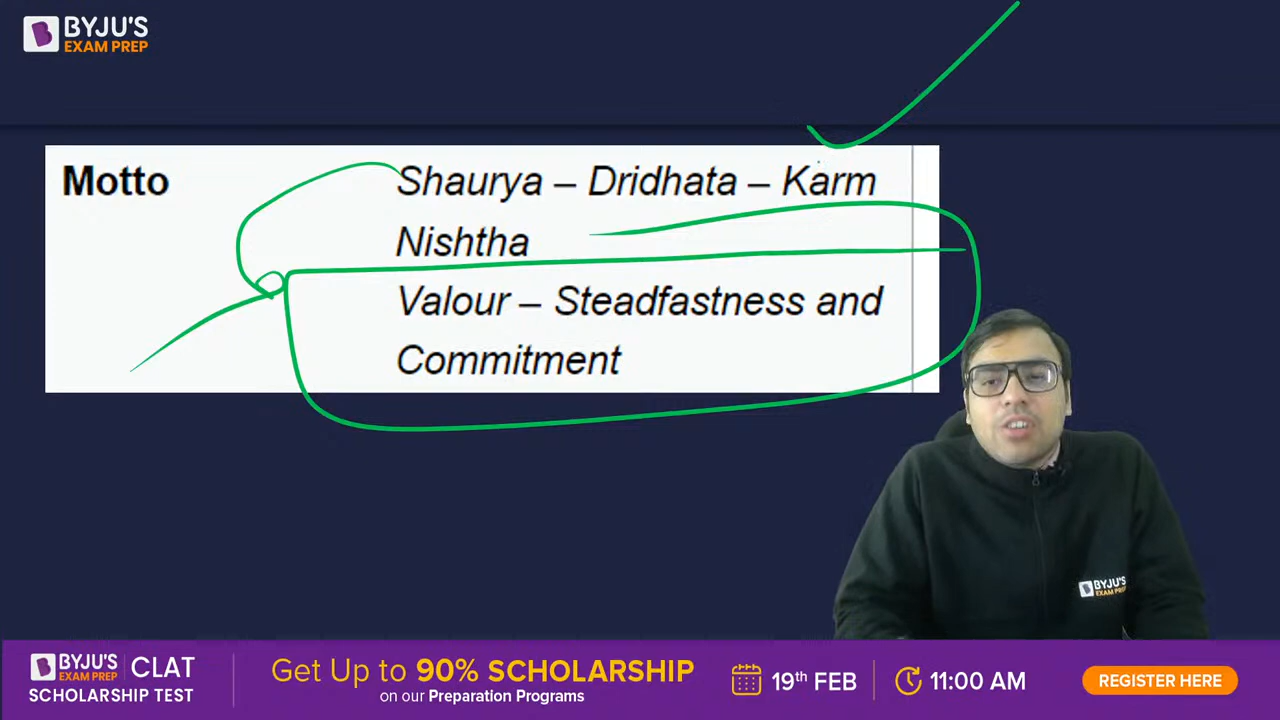 BYJU'S
EXAM PREP
Motto
Shaurya – Dridhata – Karm
Nishtha
Valour – Steadfastness and
Commitment
BYJU'S
EXAM PREP
BYJU'S
EXAM PREP
CLAT
SCHOLARSHIP TEST
Get Up to 90% SCHOLARSHIP
on our Preparation Programs
19th FEB
11:00 AM
REGISTER HERE